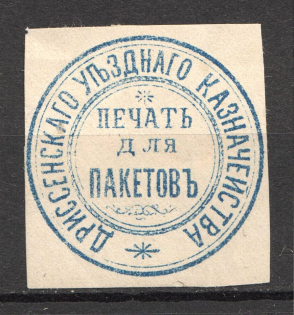 ДРИССЕНСКАГО УѢЗДНАГО КАЗНАЧЕЙСТВА
ПЕЧАТЬ
ДЛЯ
ПАКЕТОВЪ